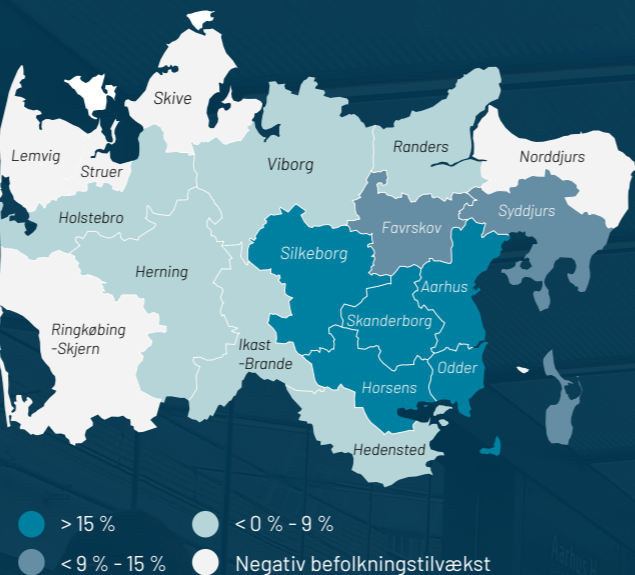 Skive
Lemvig
Struer
Viborg
Randers
Norddjurs
Holstebro
Favrskov
Syddjurs
Silkeborg
Herning
Aarhus
Skanderborg
Ringkøbing
-Skjern
Ikast
-Brande
Odder
Horsens
Hedensted
> 15 %
< 0 % - 9 %
< 9 % - 15 %
Negativ befolkningstilvækst
Aarhus H